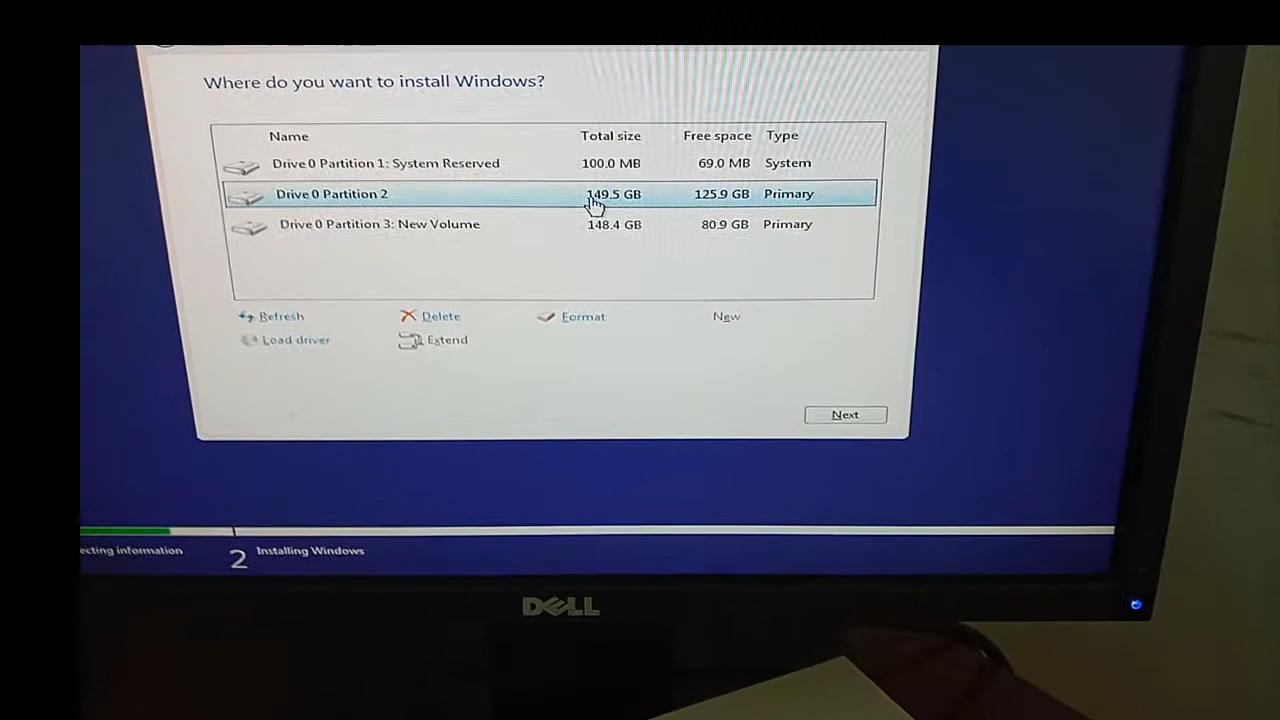 Where do you want to install Windows?
Name Total size Free space Type
Drive 0 Partition 1: System Reserved 100.0 MB 69.0 MB System
Drive 0 Partition 2 149.5 GB 125.9 GB Primary
Drive 0 Partition 3: New Volume 148.4 GB 80.9 GB Primary
Refresh Delete Format New
Load driver Extend
Next
ecting information 2 Installing Windows
DELL